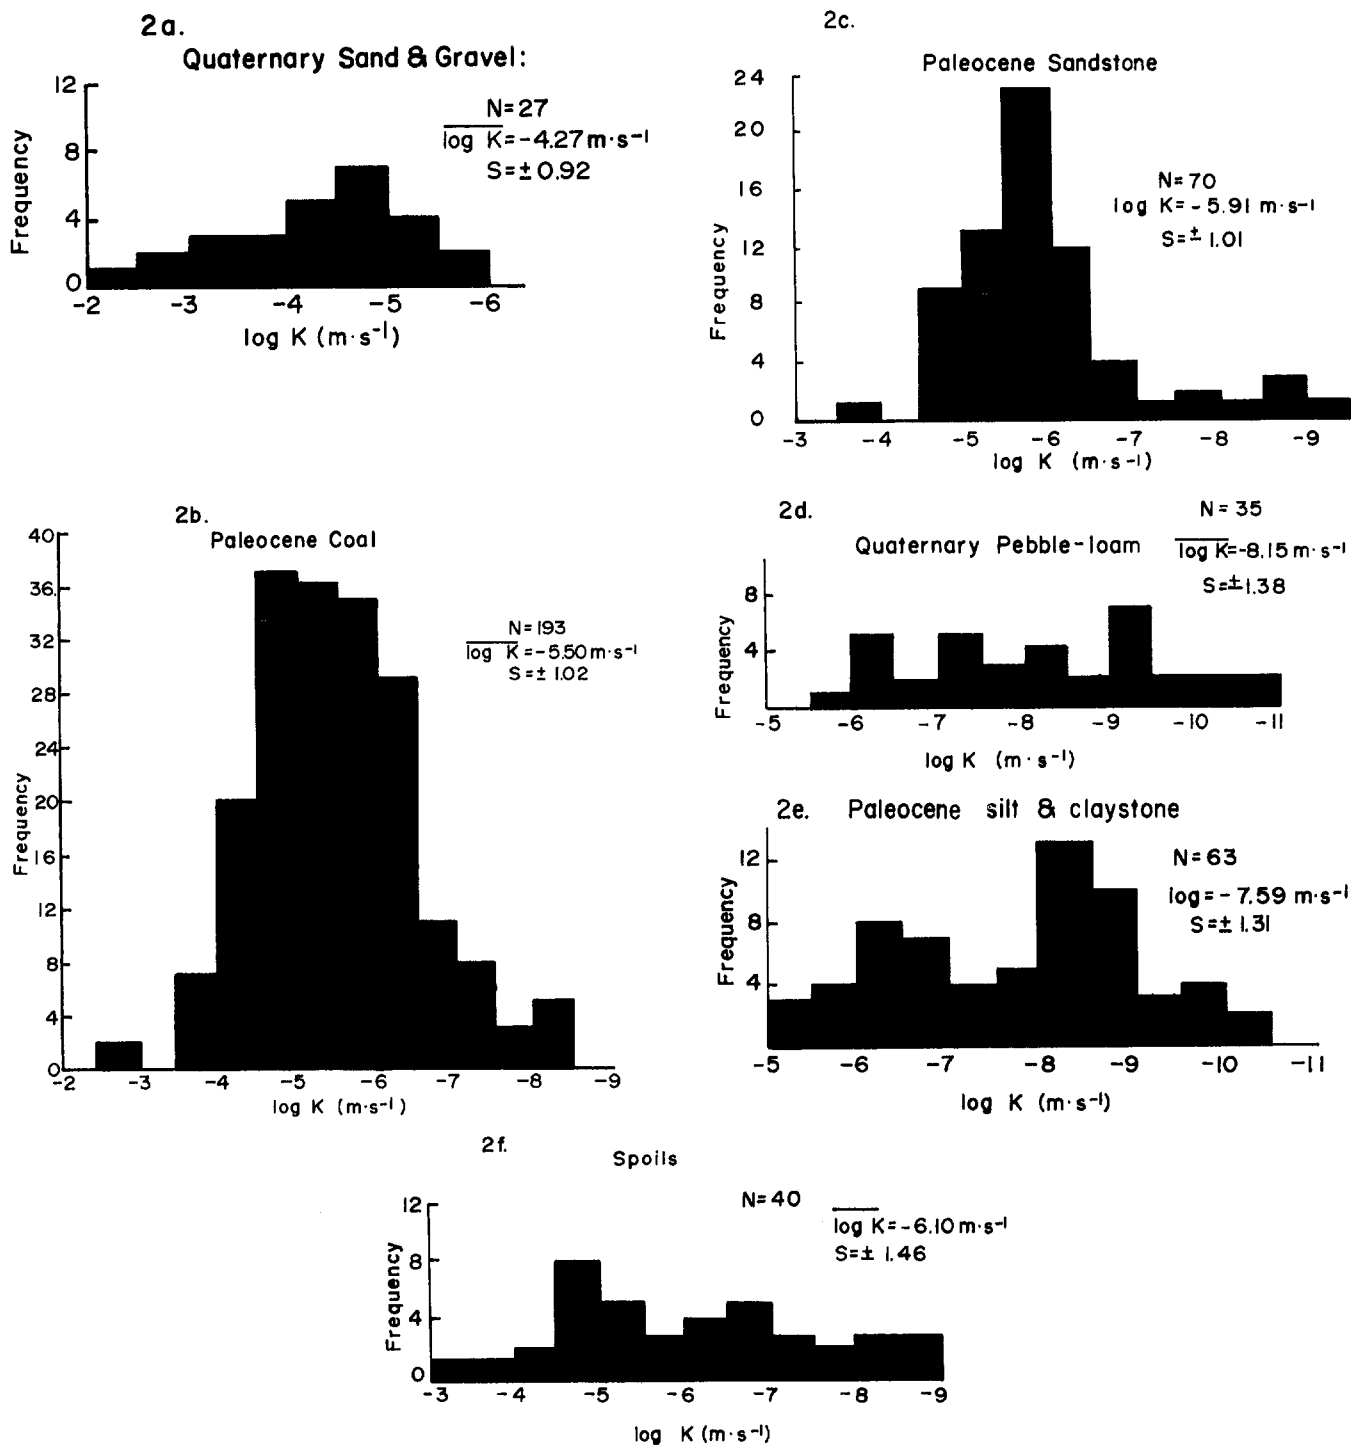 2a.
Quaternary Sand & Gravel:
N=27
log K=-4.27 m·s⁻¹
S=± 0.92
Frequency
12
8
4
0
-2 -3 -4 -5 -6
log K (m·s⁻¹)
2c.
Paleocene Sandstone
N=70
log K= -5.91 m·s⁻¹
S=± 1.01
Frequency
24
20
16
12
8
4
0
-3 -4 -5 -6 -7 -8 -9
log K (m·s⁻¹)
2b.
Paleocene Coal
N=193
log K =-5.50 m·s⁻¹
S=± 1.02
Frequency
40
36
32
28
24
20
16
12
8
4
0
-2 -3 -4 -5 -6 -7 -8 -9
log K (m·s⁻¹)
2d.
Quaternary Pebble-loam
N= 35
log K=-8.15 m·s⁻¹
S=±1.38
Frequency
8
4
-5 -6 -7 -8 -9 -10 -11
log K (m·s⁻¹)
2e. Paleocene silt & claystone
N=63
log= -7.59 m·s⁻¹
S=± 1.31
Frequency
12
8
4
-5 -6 -7 -8 -9 -10 -11
log K (m·s⁻¹)
2f.
Spoils
N=40
log K=-6.10 m·s⁻¹
S=± 1.46
Frequency
12
8
4
0
-3 -4 -5 -6 -7 -8 -9
log K (m·s⁻¹)